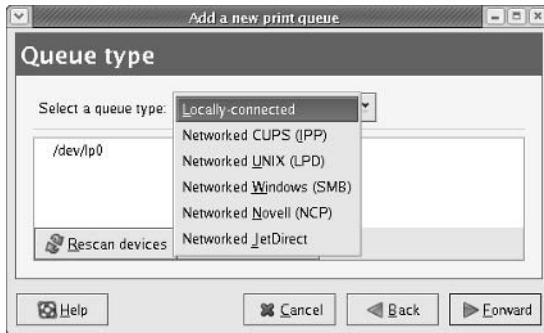 Add a new print queue
Queue type
Select a queue type: Locally-connected
Networked CUPS (IPP)
Networked UNIX (LPD)
Networked Windows (SMB)
Networked Novell (NCP)
Networked JetDirect
/dev/lp0
Rescan devices
Help Cancel Back Forward